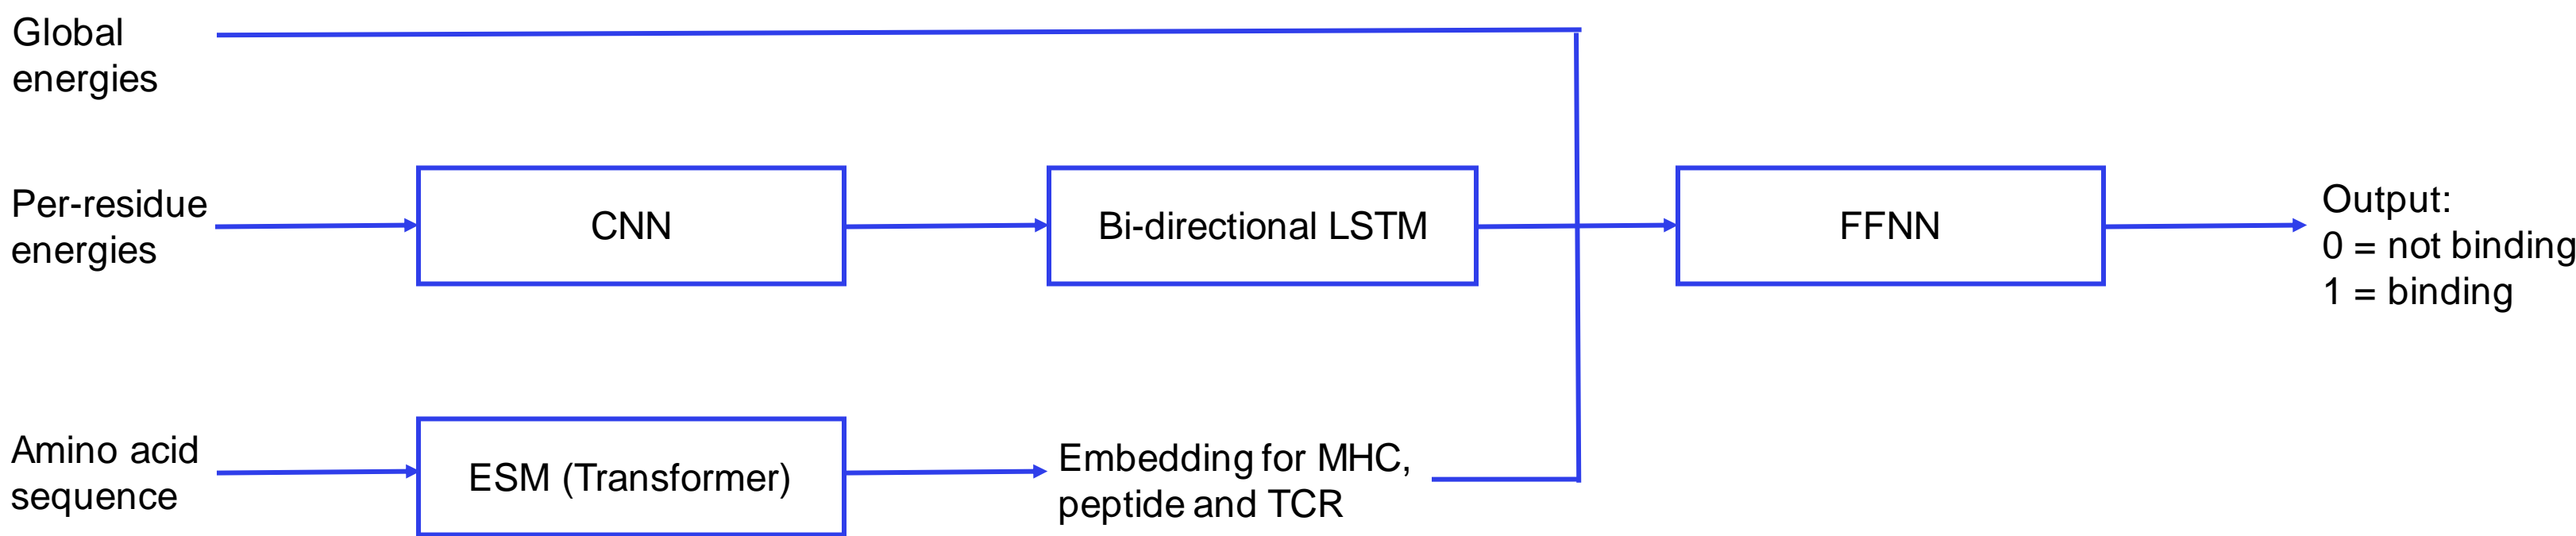 Global
energies
Per-residue
energies
CNN
Bi-directional LSTM
FFNN
Output:
0 = not binding
1 = binding
Amino acid
sequence
ESM (Transformer)
Embedding for MHC,
peptide and TCR